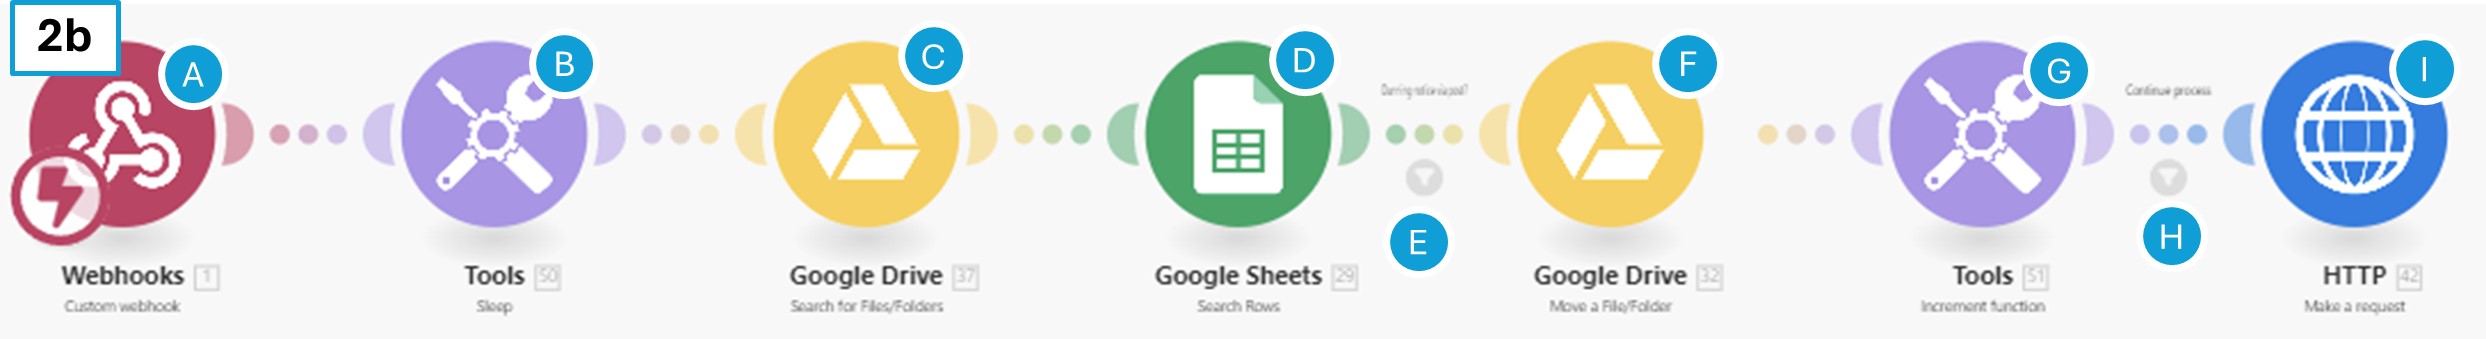 2b
A
B
C
D
E
F
G
H
I
Continue process
Webhooks 1
Custom webhook
Tools 50
Sleep
Google Drive 37
Search for Files/Folders
Google Sheets 29
Search Rows
Google Drive 32
Move a File/Folder
Tools 51
Increment function
HTTP 42
Make a request